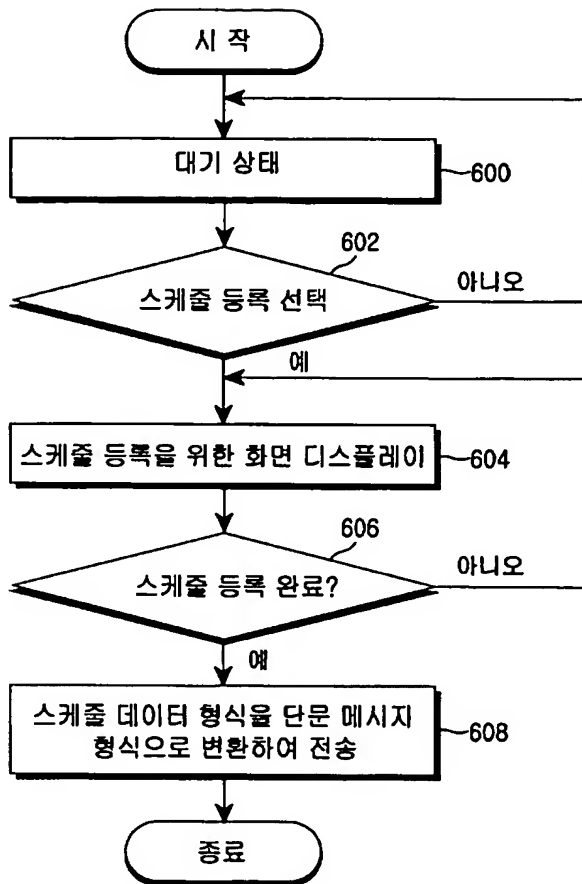 시 작
대기 상태
600
602
스케줄 등록 선택
아니오
예
스케줄 등록을 위한 화면 디스플레이
604
606
스케줄 등록 완료?
아니오
예
스케줄 데이터 형식을 단문 메시지
형식으로 변환하여 전송
608
종료